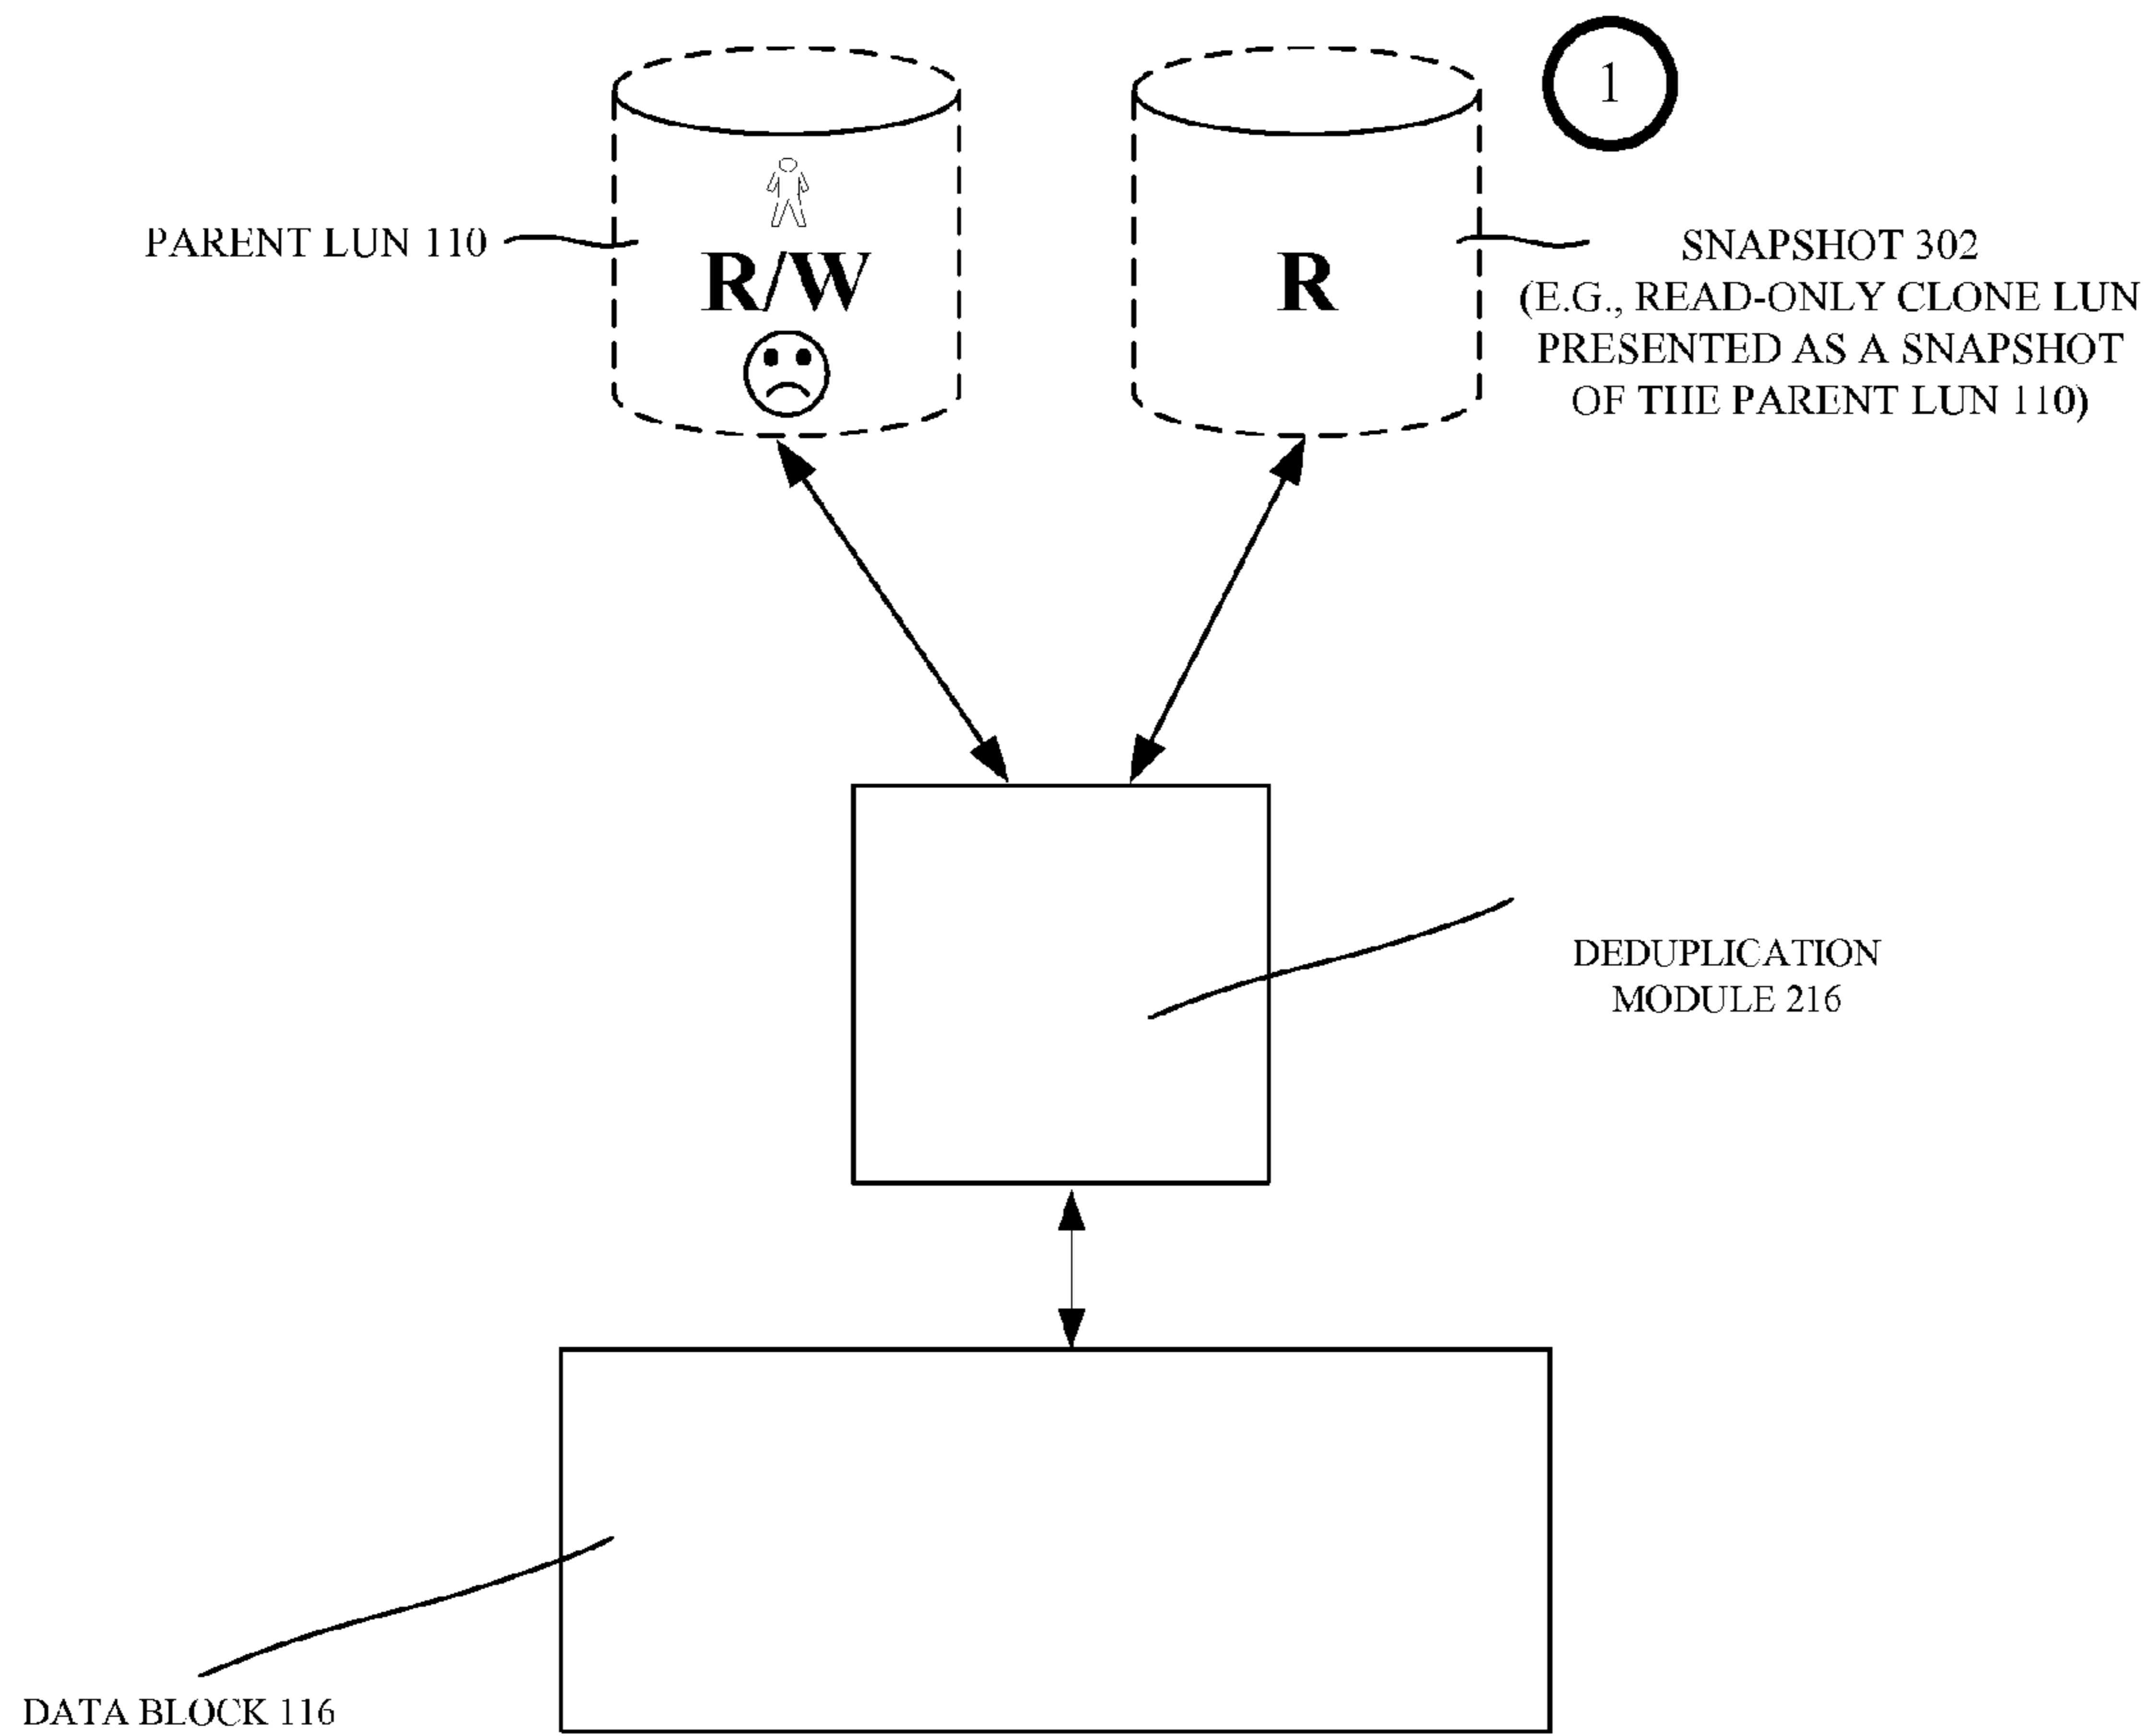 1
PARENT LUN 110
R/W
R
SNAPSHOT 302
(E.G., READ-ONLY CLONE LUN
PRESENTED AS A SNAPSHOT
OF THE PARENT LUN 110)
DEDUPLICATION
MODULE 216
DATA BLOCK 116